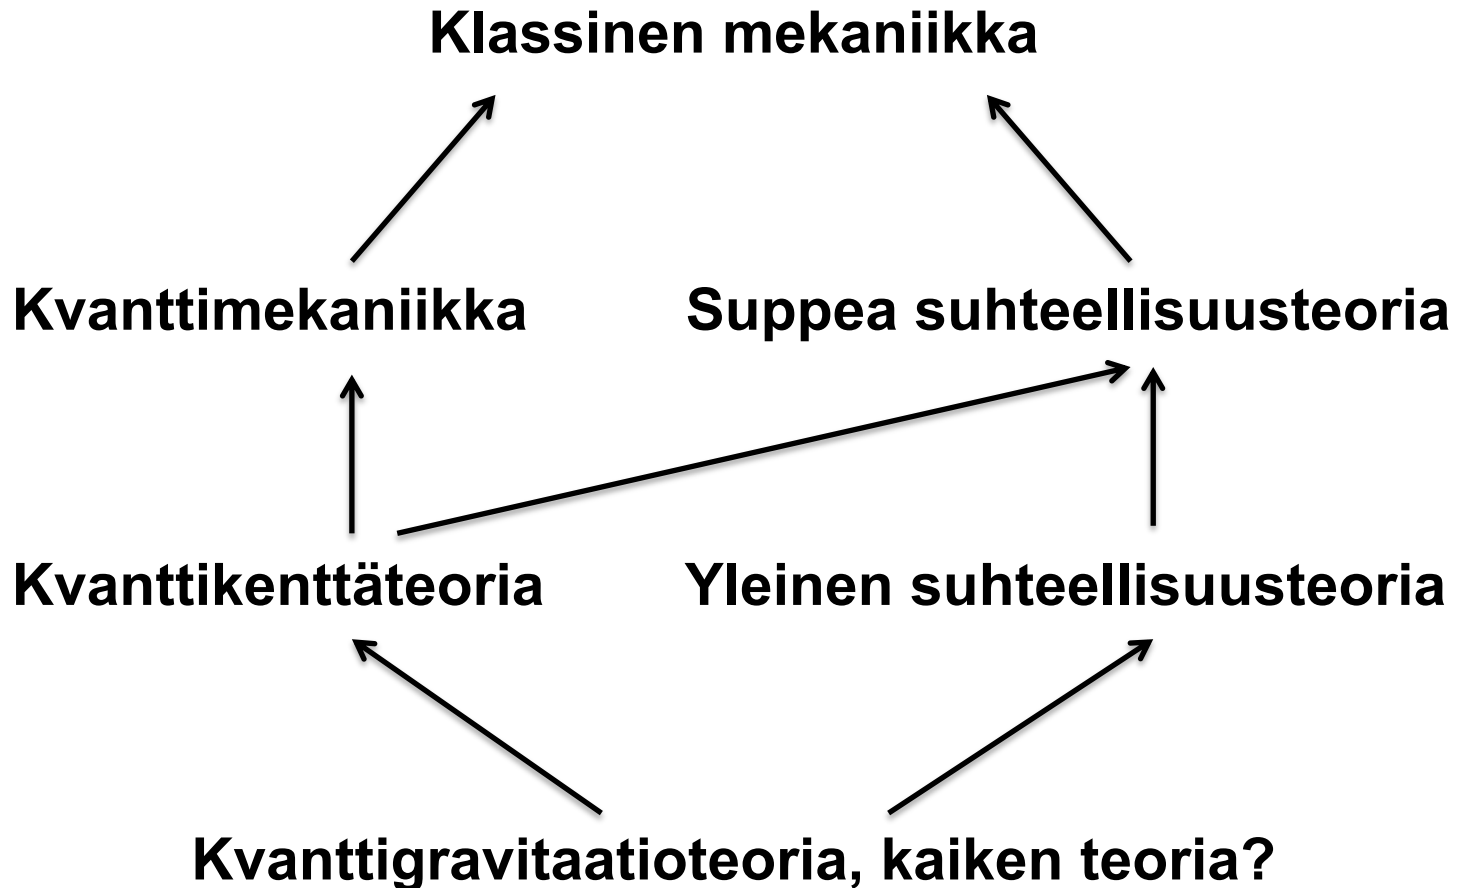 Klassinen mekaniikka
Kvanttimekaniikka
Suppea suhteellisuusteoria
Kvanttikenttäteoria
Yleinen suhteellisuusteoria
Kvanttigravitaatioteoria, kaiken teoria?